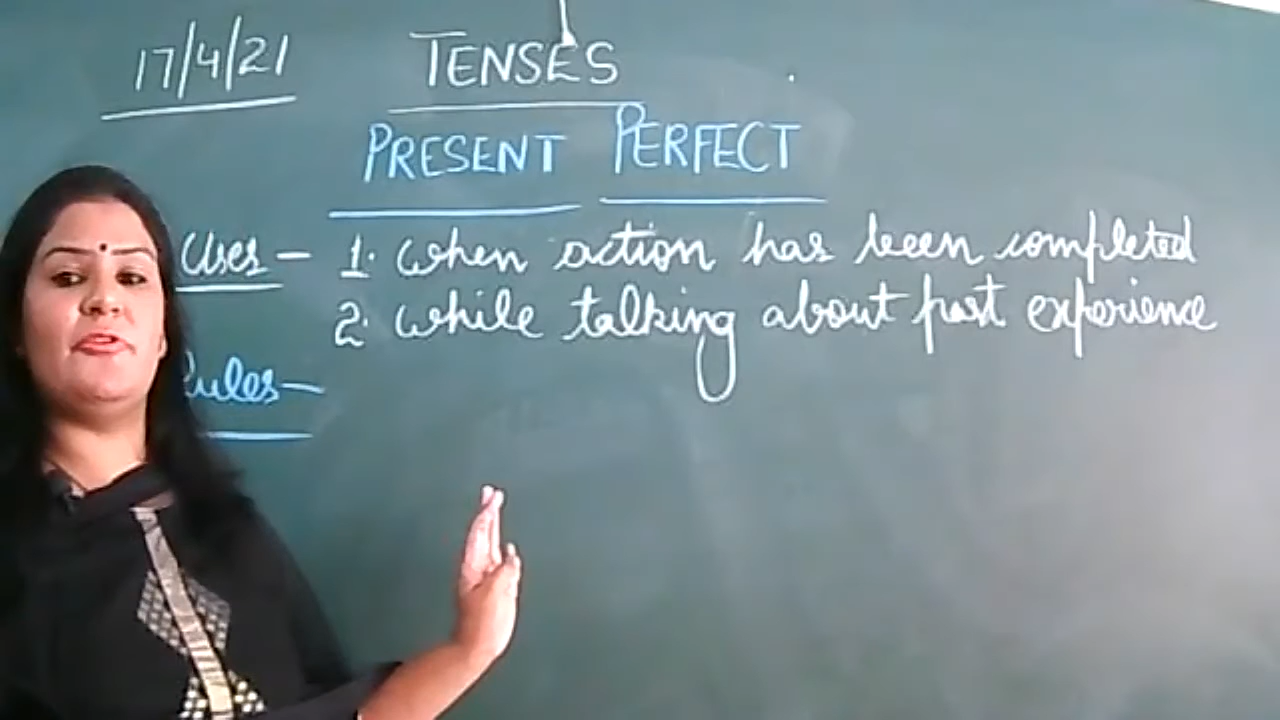 17/4/21 TENSES
PRESENT PERFECT
Uses – 1. when action has been completed
2. while talking about past experience
Rules –